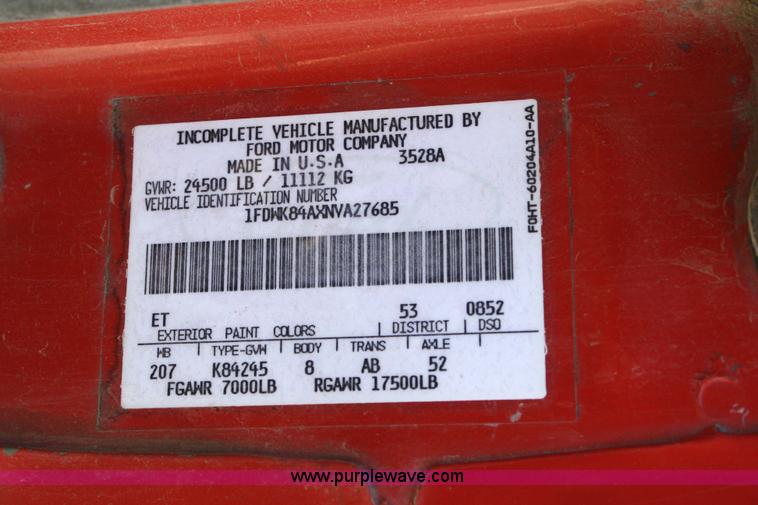 INCOMPLETE VEHICLE MANUFACTURED BY
FORD MOTOR COMPANY
MADE IN U.S.A 3528A
GVWR: 24500 LB / 11112 KG
VEHICLE IDENTIFICATION NUMBER
1FDWK84AXNVA27685
ET 53 0852
EXTERIOR PAINT COLORS DISTRICT DSO
WB TYPE-GVW BODY TRANS AXLE
207 K84245 8 AB 52
FGAWR 7000LB RGAWR 17500LB
F0HT-60204A10-AA
www.purplewave.com